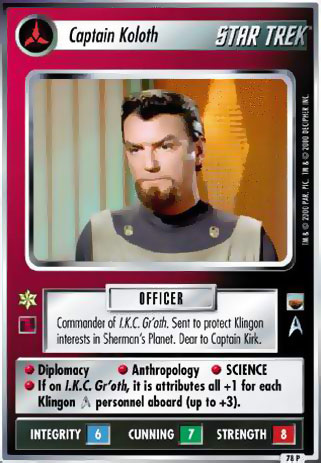 Captain Koloth STAR TREK
™ & © 2000 PAR. PIC. TM & © 2000 DECIPHER INC.
OFFICER
Commander of I.K.C. Gr'oth. Sent to protect Klingon
interests in Sherman's Planet. Dear to Captain Kirk.
• Diplomacy • Anthropology • SCIENCE
• If on I.K.C. Gr'oth, it is attributes all +1 for each
Klingon personnel aboard (up to +3).
INTEGRITY 6 CUNNING 7 STRENGTH 8
78 P